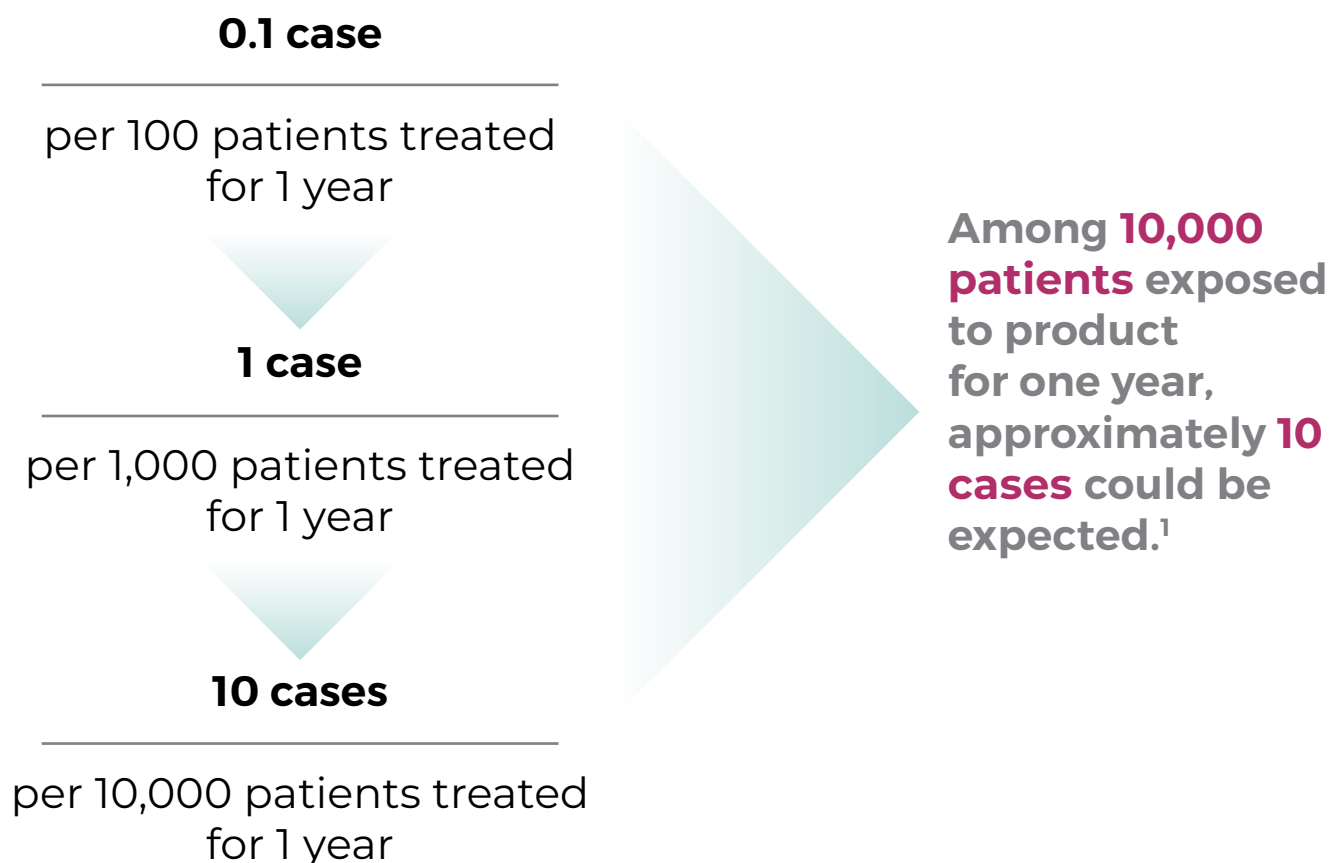 0.1 case
per 100 patients treated
for 1 year
1 case
per 1,000 patients treated
for 1 year
10 cases
per 10,000 patients treated
for 1 year
Among 10,000
patients exposed
to product
for one year,
approximately 10
cases could be
expected.¹